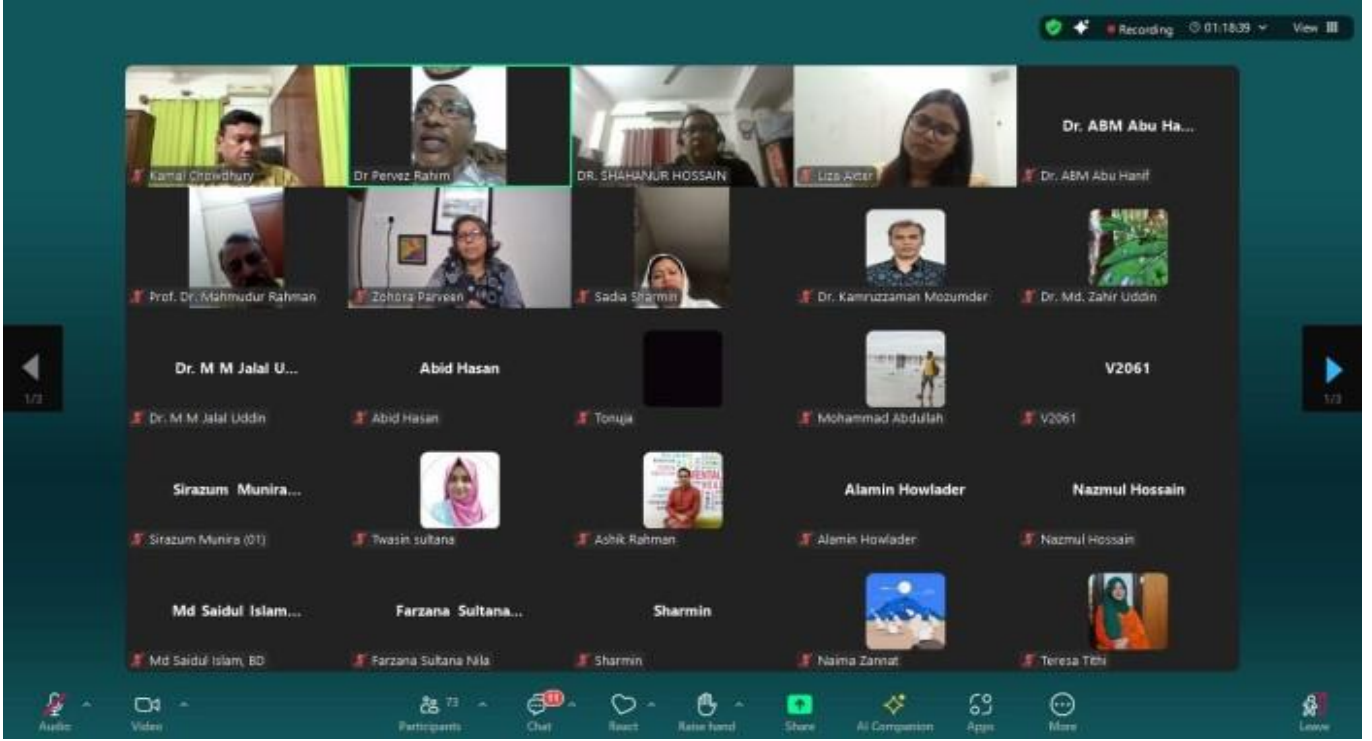 Recording 01:18:39 View
Kamal Chowdhury
Dr Pervez Rahim
DR. SHAHANUR HOSSAIN
Liza Akter
Dr. ABM Abu Ha...
Dr. ABM Abu Hanif
Prof. Dr. Mahmudur Rahman
Zohora Parveen
Sadia Sharmin
Dr. Kamruzzaman Mozumder
Dr. Md. Zahir Uddin
Dr. M M Jalal U...
Abid Hasan
V2061
1/3
1/3
Dr. M M Jalal Uddin
Abid Hasan
Tonuja
Mohammad Abdullah
V2061
Sirazum Munira...
Alamin Howlader
Nazmul Hossain
Sirazum Munira (01)
Twasin sultana
Ashik Rahman
Alamin Howlader
Nazmul Hossain
Md Saidul Islam...
Farzana Sultana...
Sharmin
Md Saidul Islam, BD
Farzana Sultana Nila
Sharmin
Naima Zannat
Teresa Tithi
73
11
Audio
Video
Participants
Chat
React
Raise hand
Share
AI Companion
Apps
More
Leave